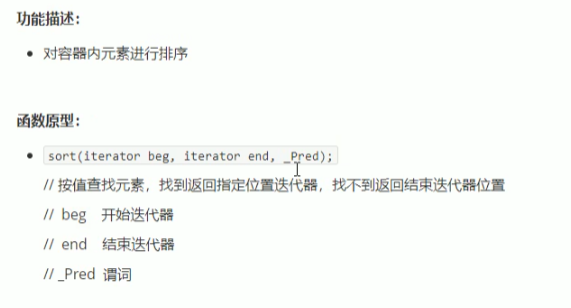 功能描述：
• 对容器内元素进行排序
函数原型：
• sort(iterator beg, iterator end, _Pred);
// 按值查找元素，找到返回指定位置迭代器，找不到返回结束迭代器位置
// beg 开始迭代器
// end 结束迭代器
// _Pred 谓词